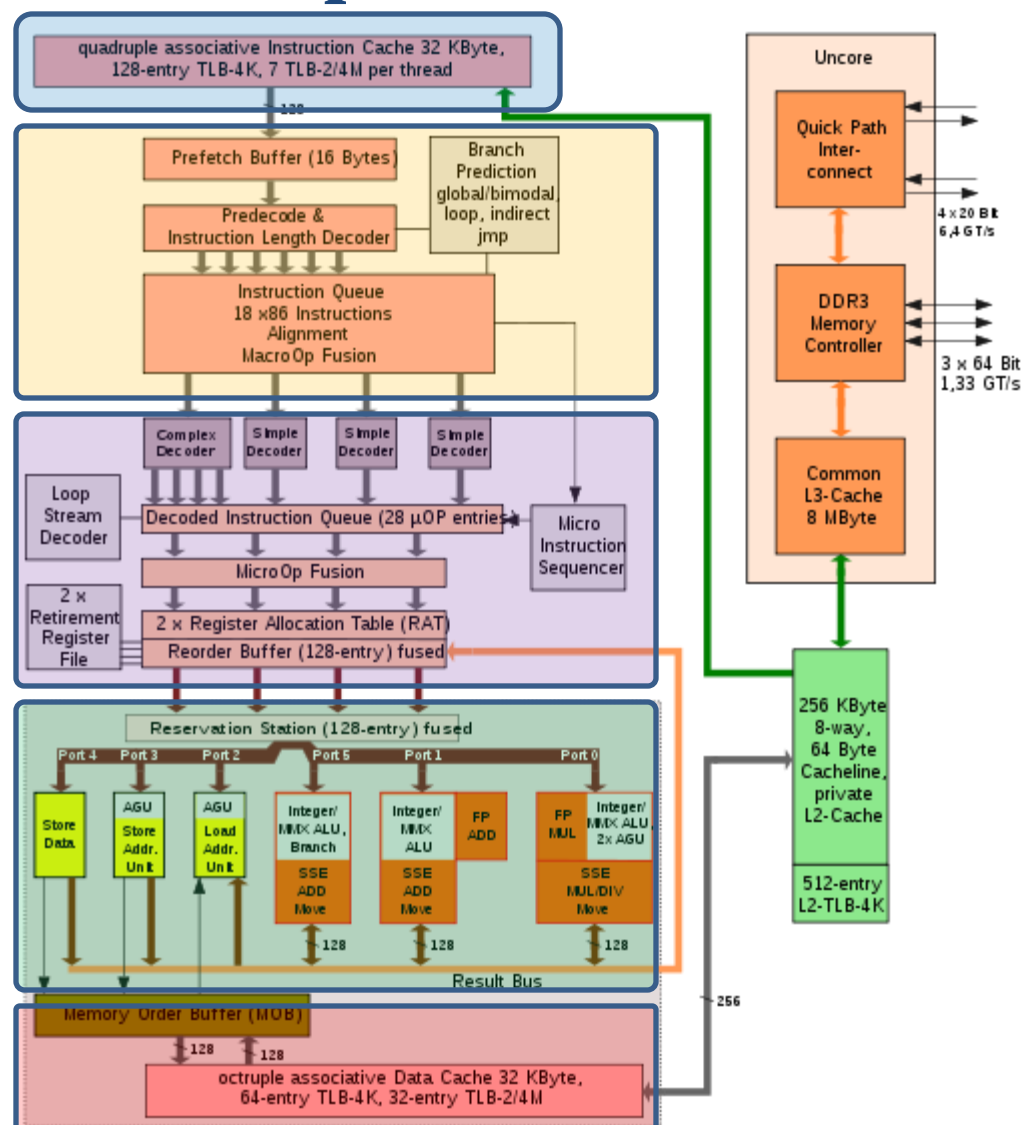 quadruple associative Instruction Cache 32 KByte,
128-entry TLB-4K, 7 TLB-2/4M per thread
128
Prefetch Buffer (16 Bytes)
Branch
Prediction
global/bimodal,
loop, indirect
jmp
Predecode &
Instruction Length Decoder
Instruction Queue
18 x86 Instructions
Alignment
MacroOp Fusion
Complex
Decoder
Simple
Decoder
Simple
Decoder
Simple
Decoder
Loop
Stream
Decoder
Decoded Instruction Queue (28 µOP entries)
Micro
Instruction
Sequencer
MicroOp Fusion
2 x
Retirement
Register
File
2 x Register Allocation Table (RAT)
Reorder Buffer (128-entry) fused
Reservation Station (128-entry) fused
Port 4
Port 3
Port 2
Port 5
Port 1
Port 0
Store
Data
AGU
Store
Addr.
Unit
AGU
Load
Addr.
Unit
Integer/
MMX ALU,
Branch
SSE
ADD
Move
Integer/
MMX
ALU
SSE
ADD
Move
FP
ADD
FP
MUL
Integer/
MMX ALU,
2x AGU
SSE
MUL/DIV
Move
128
128
128
Result Bus
Memory Order Buffer (MOB)
128
128
octruple associative Data Cache 32 KByte,
64-entry TLB-4K, 32-entry TLB-2/4M
256
Uncore
Quick Path
Inter-
connect
4 x 20 Bit
6,4 GT/s
DDR3
Memory
Controller
3 x 64 Bit
1,33 GT/s
Common
L3-Cache
8 MByte
256 KByte
8-way,
64 Byte
Cacheline,
private
L2-Cache
512-entry
L2-TLB-4K